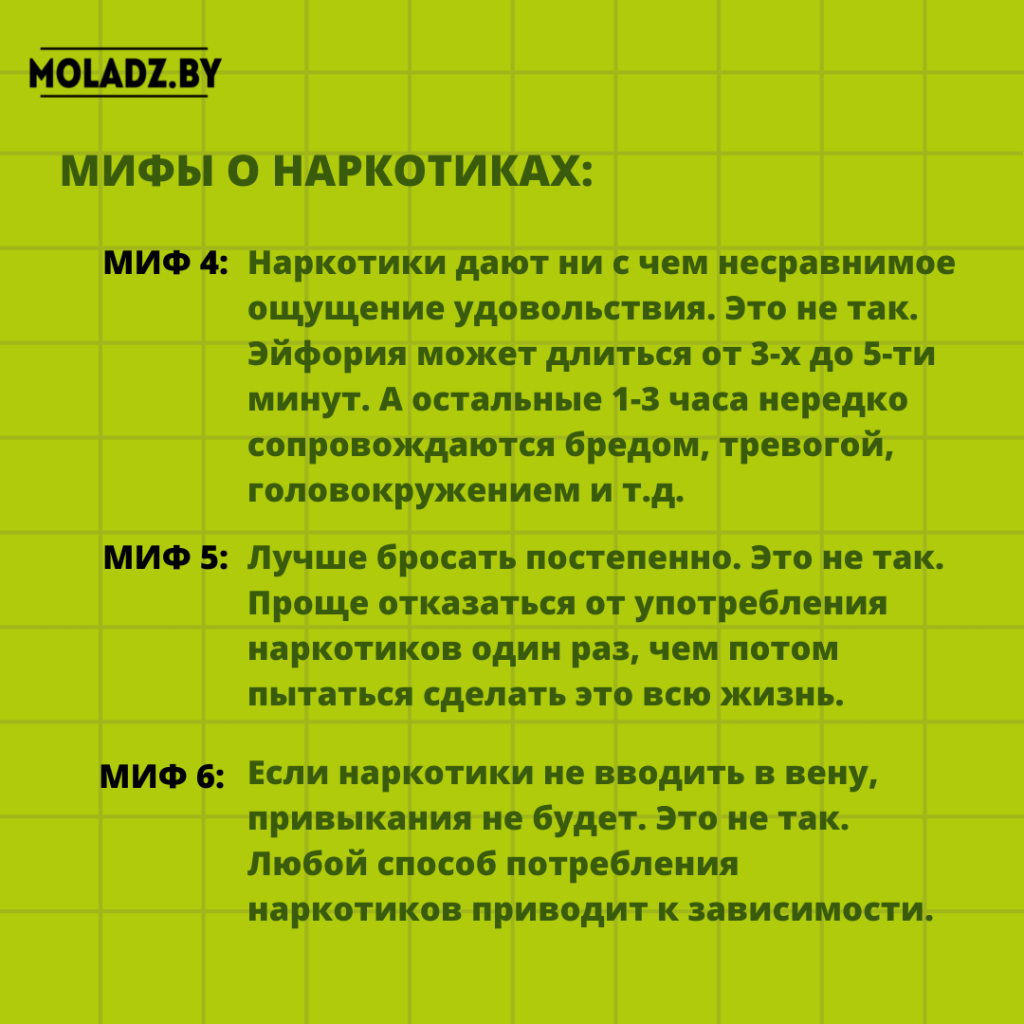 MOLADZ.BY
МИФЫ О НАРКОТИКАХ:
МИФ 4: Наркотики дают ни с чем несравнимое
ощущение удовольствия. Это не так.
Эйфория может длиться от 3-х до 5-ти
минут. А остальные 1-3 часа нередко
сопровождаются бредом, тревогой,
головокружением и т.д.
МИФ 5: Лучше бросать постепенно. Это не так.
Проще отказаться от употребления
наркотиков один раз, чем потом
пытаться сделать это всю жизнь.
МИФ 6: Если наркотики не вводить в вену,
привыкания не будет. Это не так.
Любой способ потребления
наркотиков приводит к зависимости.